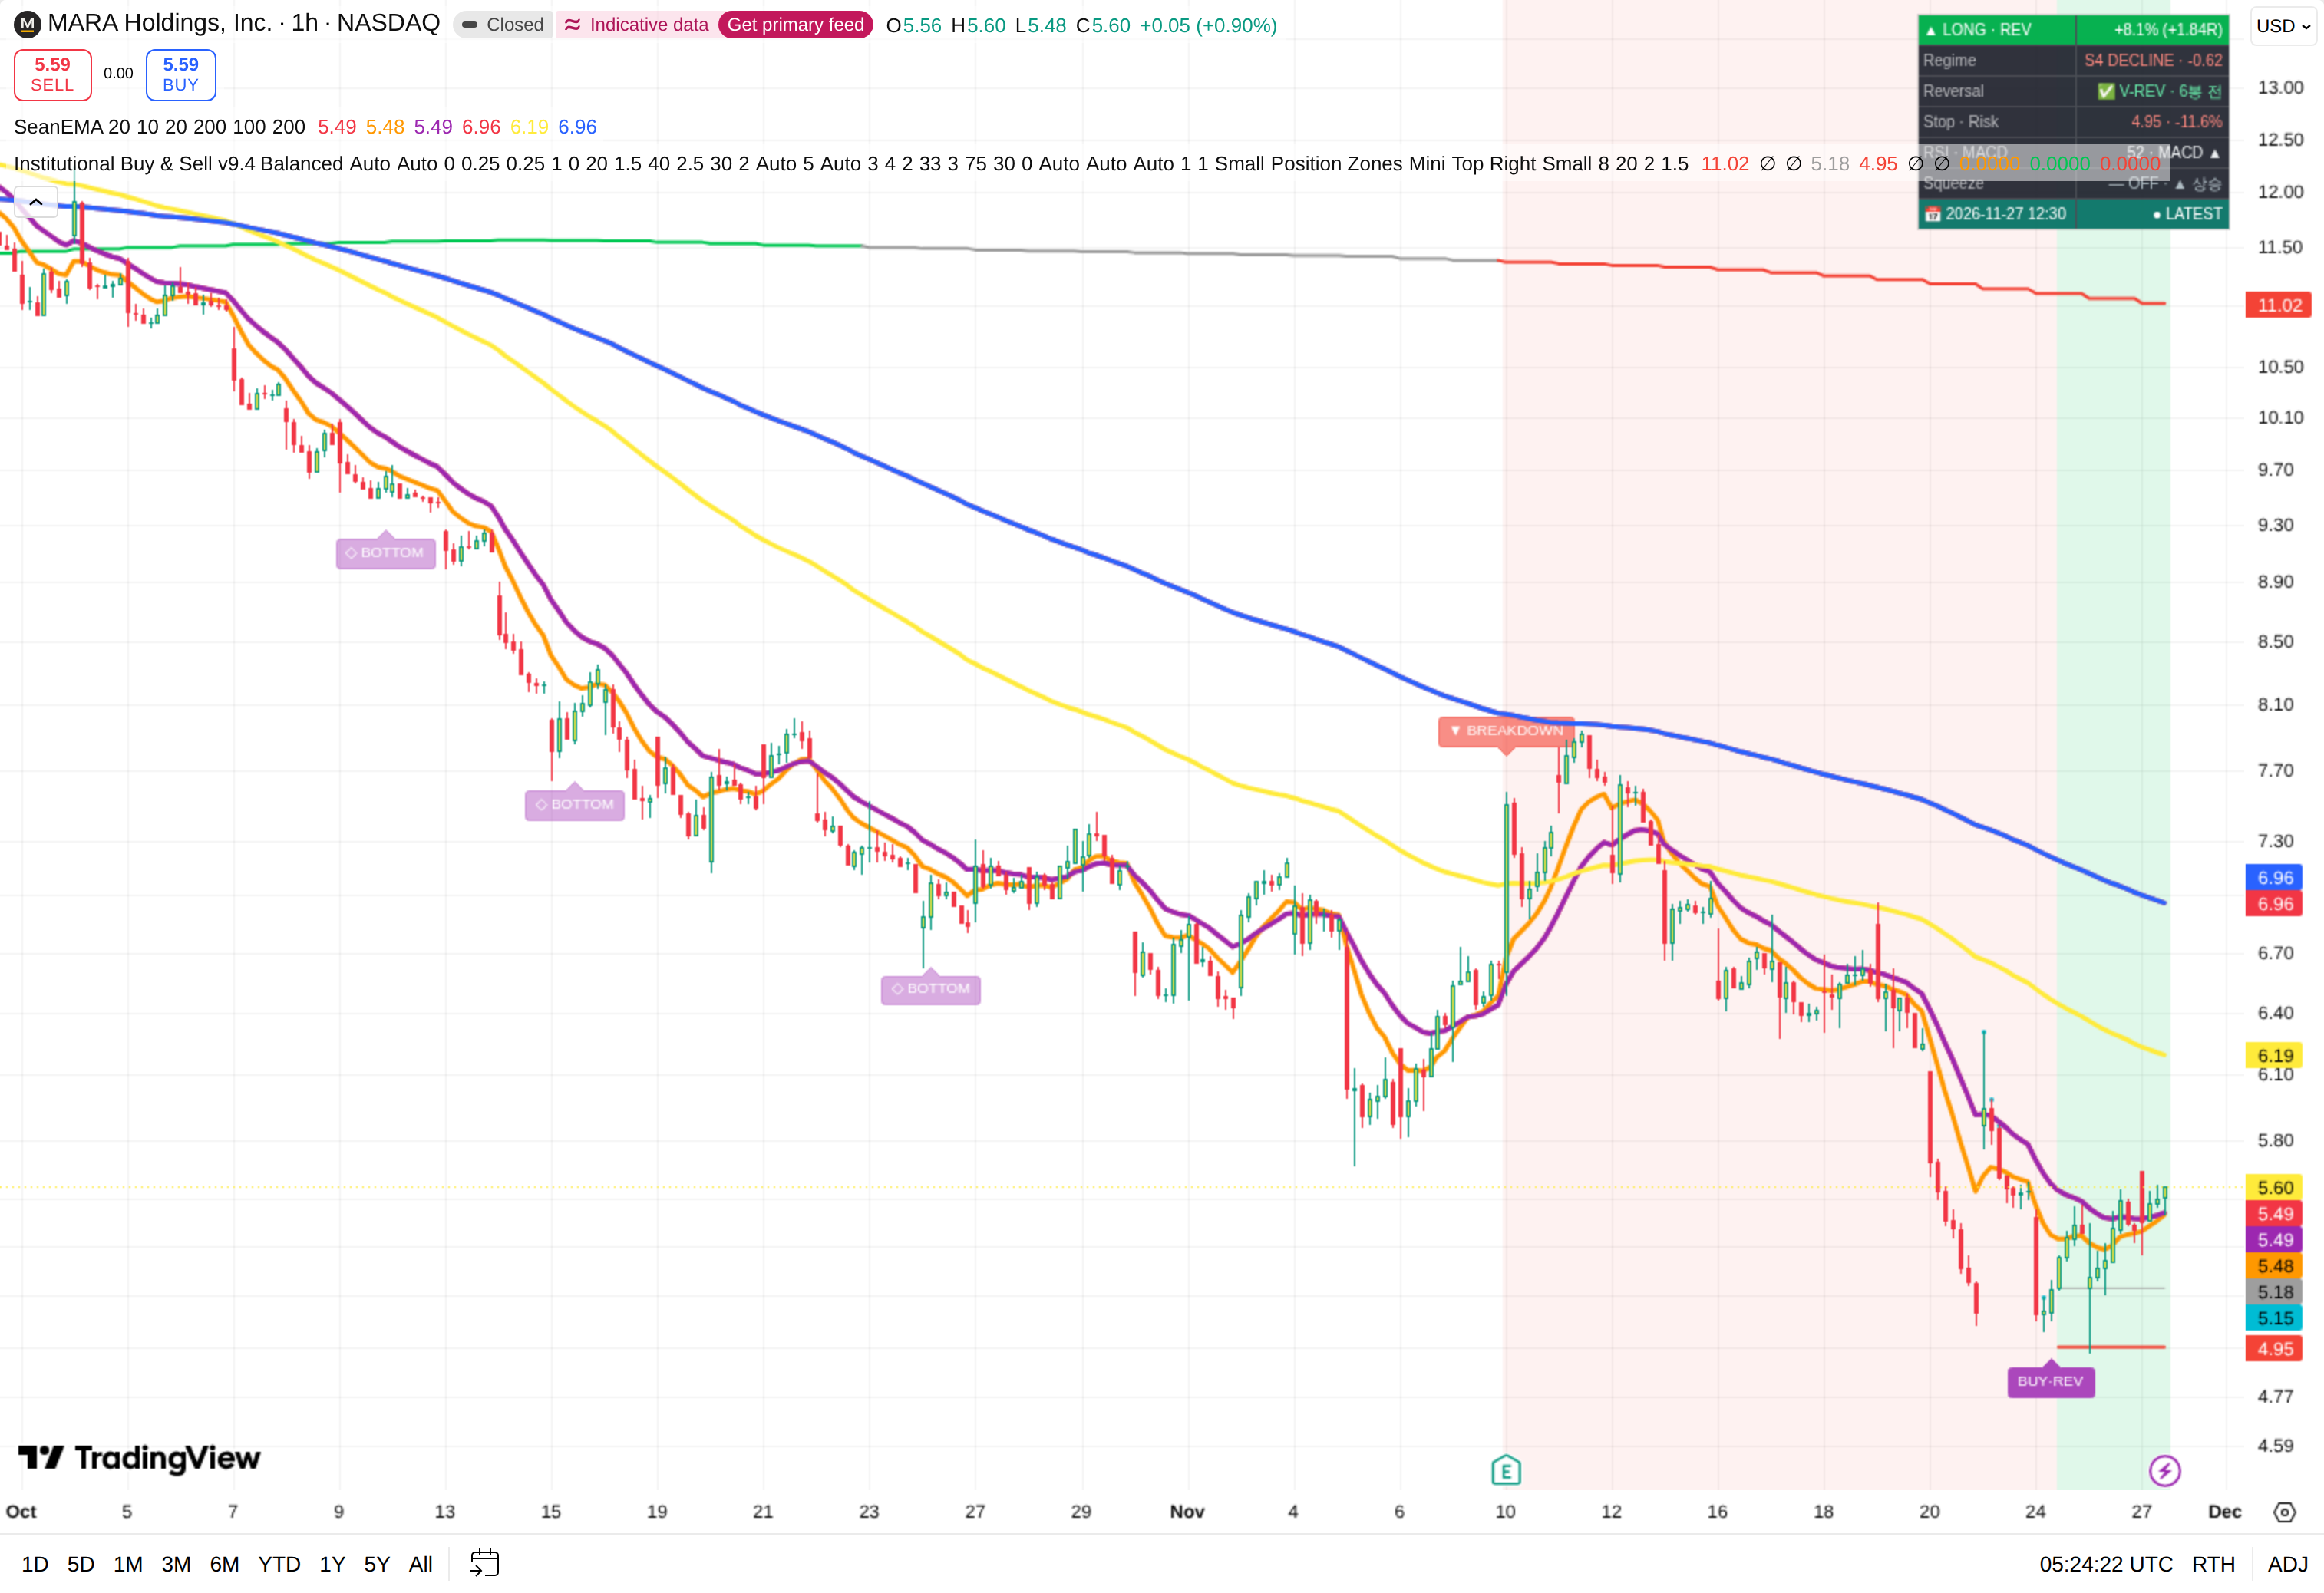 MARA Holdings, Inc. · 1h · NASDAQ Closed Indicative data Get primary feed O5.56 H5.60 L5.48 C5.60 +0.05 (+0.90%)
5.59 SELL 0.00 5.59 BUY
SeanEMA 20 10 20 200 100 200 5.49 5.48 5.49 6.96 6.19 6.96
Institutional Buy & Sell v9.4 Balanced Auto Auto 0 0.25 0.25 1 0 20 1.5 40 2.5 30 2 Auto 5 Auto 3 4 2 33 3 75 30 0 Auto Auto Auto 1 1 Small Position Zones Mini Top Right Small 8 20 2 1.5 11.02 ∅ ∅ 5.18 4.95 ∅ ∅ 0.0000 0.0000 0.0000
▲ LONG · REV +8.1% (+1.84R)
Regime S4 DECLINE · -0.62
Reversal ✅ V-REV · 6봉 전
Stop · Risk 4.95 · -11.6%
RSI · MACD 52 · MACD ▲
Squeeze — OFF · ▲ 상승
📅 2026-11-27 12:30 ● LATEST
USD
13.00
12.50
12.00
11.50
11.02
10.50
10.10
9.70
9.30
8.90
8.50
8.10
7.70
7.30
6.96
6.96
6.70
6.40
6.19
6.10
5.80
5.60
5.49
5.49
5.48
5.18
5.15
4.95
4.77
4.59
◇ BOTTOM
◇ BOTTOM
◇ BOTTOM
▼ BREAKDOWN
BUY-REV
TradingView
E
Oct 5 7 9 13 15 19 21 23 27 29 Nov 4 6 10 12 16 18 20 24 27 Dec
1D 5D 1M 3M 6M YTD 1Y 5Y All 05:24:22 UTC RTH ADJ